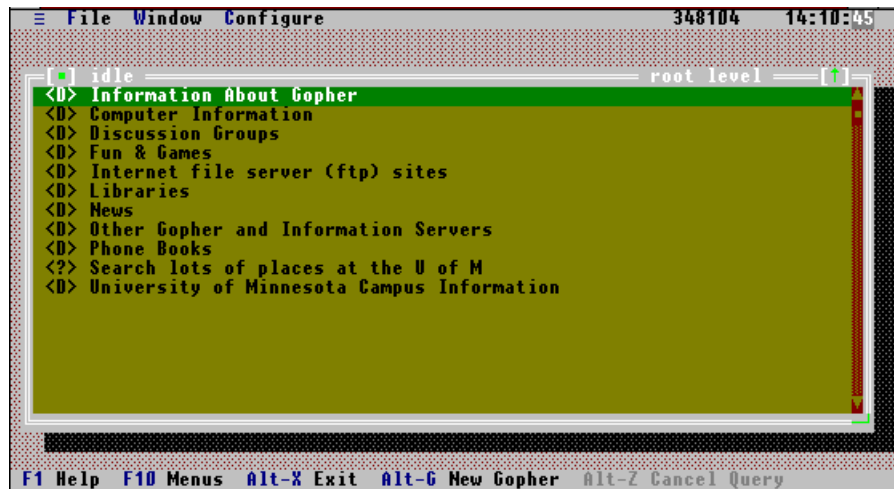 ≡ File Window Configure 348104 14:10:45
[▪] idle root level [↑]
<D> Information About Gopher
<D> Computer Information
<D> Discussion Groups
<D> Fun & Games
<D> Internet file server (ftp) sites
<D> Libraries
<D> News
<D> Other Gopher and Information Servers
<D> Phone Books
<?> Search lots of places at the U of M
<D> University of Minnesota Campus Information
F1 Help F10 Menus Alt-X Exit Alt-G New Gopher Alt-Z Cancel Query